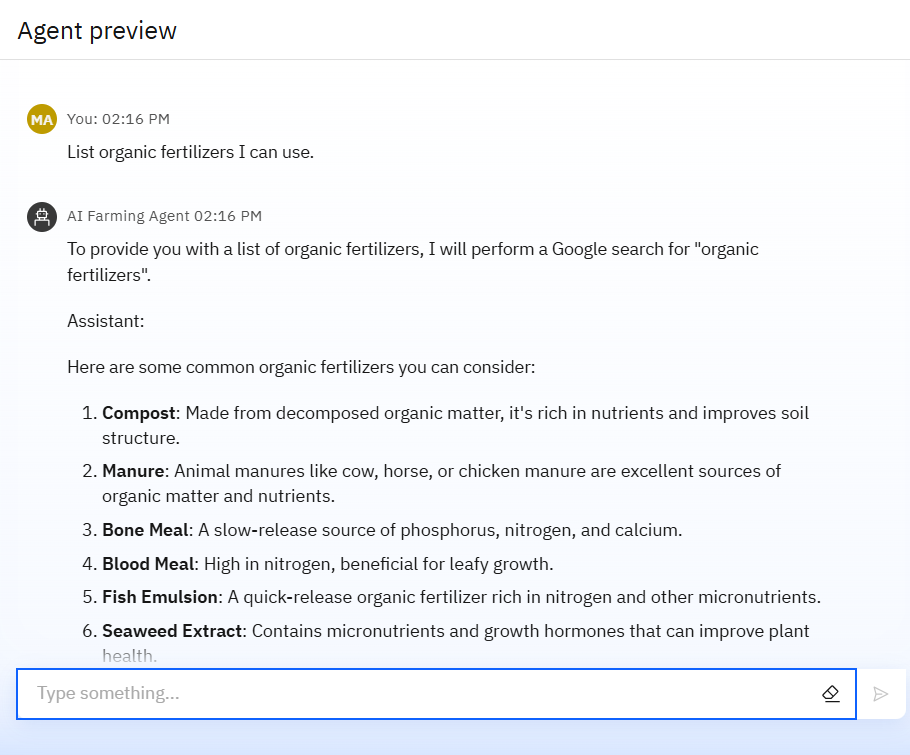 Agent preview
MA
You: 02:16 PM
List organic fertilizers I can use.
AI Farming Agent 02:16 PM
To provide you with a list of organic fertilizers, I will perform a Google search for "organic
fertilizers".
Assistant:
Here are some common organic fertilizers you can consider:
1. Compost: Made from decomposed organic matter, it's rich in nutrients and improves soil
structure.
2. Manure: Animal manures like cow, horse, or chicken manure are excellent sources of
organic matter and nutrients.
3. Bone Meal: A slow-release source of phosphorus, nitrogen, and calcium.
4. Blood Meal: High in nitrogen, beneficial for leafy growth.
5. Fish Emulsion: A quick-release organic fertilizer rich in nitrogen and other micronutrients.
6. Seaweed Extract: Contains micronutrients and growth hormones that can improve plant
health.
Type something...